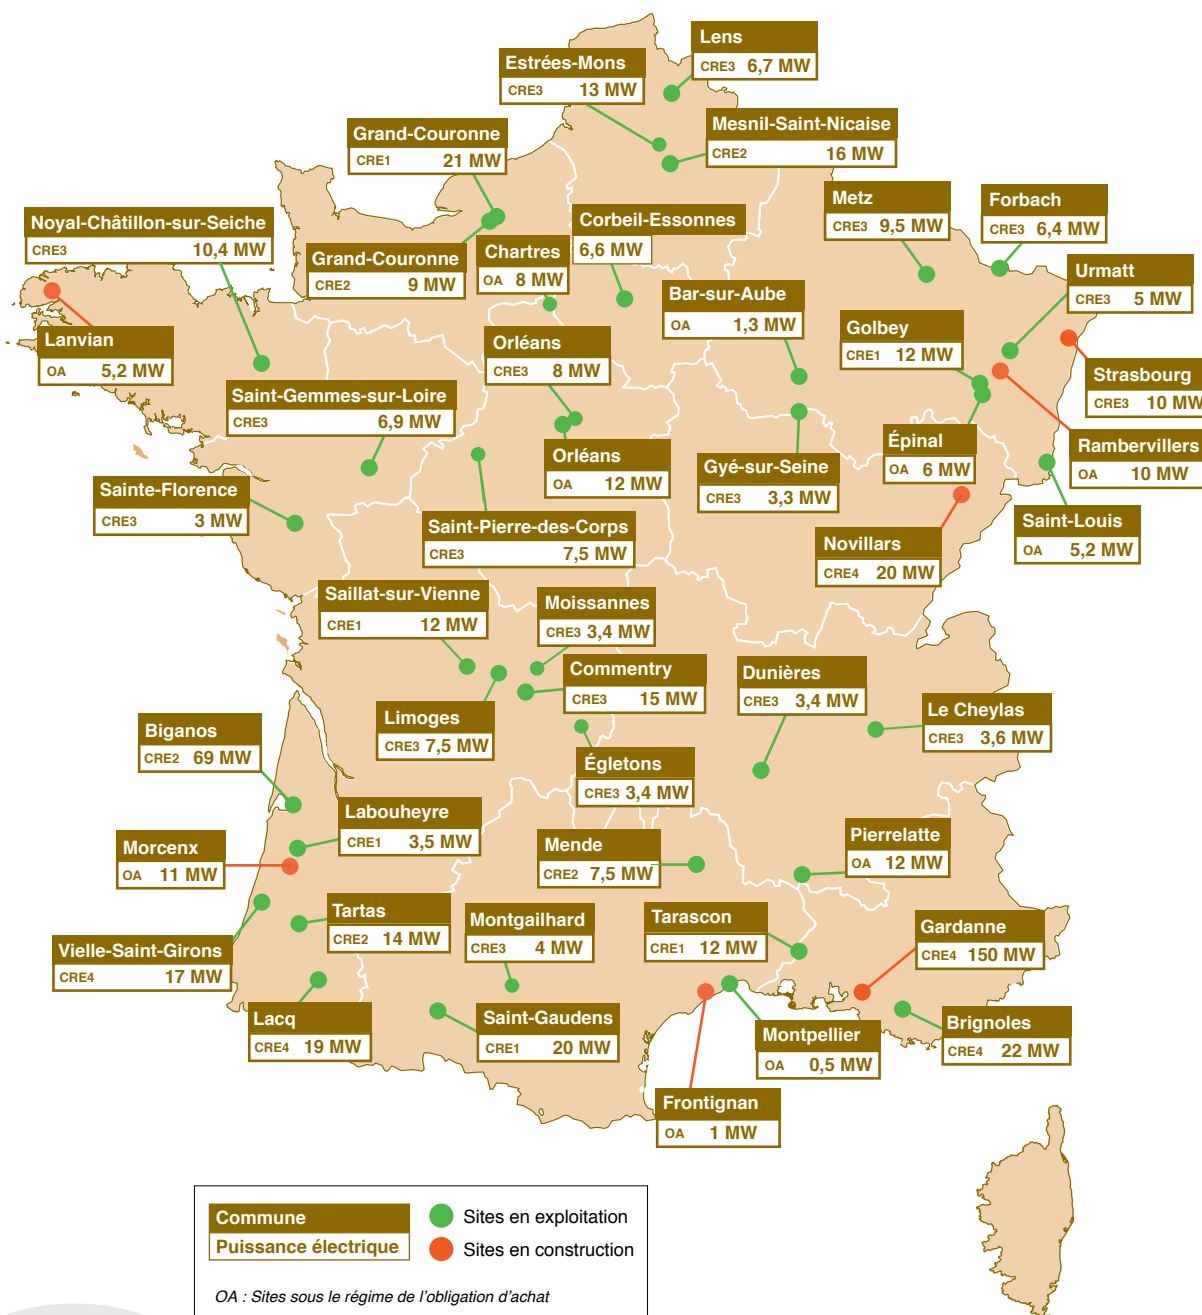 Lens
CRE3 6,7 MW
Estrées-Mons
CRE3 13 MW
Mesnil-Saint-Nicaise
CRE2 16 MW
Grand-Couronne
CRE1 21 MW
Metz
CRE3 9,5 MW
Forbach
CRE3 6,4 MW
Noyal-Châtillon-sur-Seiche
CRE3 10,4 MW
Corbeil-Essonnes
6,6 MW
Grand-Couronne
CRE2 9 MW
Chartres
OA 8 MW
Urmatt
CRE3 5 MW
Bar-sur-Aube
OA 1,3 MW
Golbey
CRE1 12 MW
Lanvian
OA 5,2 MW
Orléans
CRE3 8 MW
Strasbourg
CRE3 10 MW
Saint-Gemmes-sur-Loire
CRE3 6,9 MW
Épinal
OA 6 MW
Rambervillers
OA 10 MW
Orléans
OA 12 MW
Gyé-sur-Seine
CRE3 3,3 MW
Sainte-Florence
CRE3 3 MW
Saint-Pierre-des-Corps
CRE3 7,5 MW
Saint-Louis
OA 5,2 MW
Novillars
CRE4 20 MW
Saillat-sur-Vienne
CRE1 12 MW
Moissannes
CRE3 3,4 MW
Commentry
CRE3 15 MW
Dunières
CRE3 3,4 MW
Limoges
CRE3 7,5 MW
Le Cheylas
CRE3 3,6 MW
Biganos
CRE2 69 MW
Égletons
CRE3 3,4 MW
Labouheyre
CRE1 3,5 MW
Morcenx
OA 11 MW
Mende
CRE2 7,5 MW
Pierrelatte
OA 12 MW
Tartas
CRE2 14 MW
Montgailhard
CRE3 4 MW
Tarascon
CRE1 12 MW
Gardanne
CRE4 150 MW
Vielle-Saint-Girons
CRE4 17 MW
Lacq
CRE4 19 MW
Saint-Gaudens
CRE1 20 MW
Montpellier
OA 0,5 MW
Brignoles
CRE4 22 MW
Frontignan
OA 1 MW
Commune
Puissance électrique
Sites en exploitation
Sites en construction
OA : Sites sous le régime de l'obligation d'achat